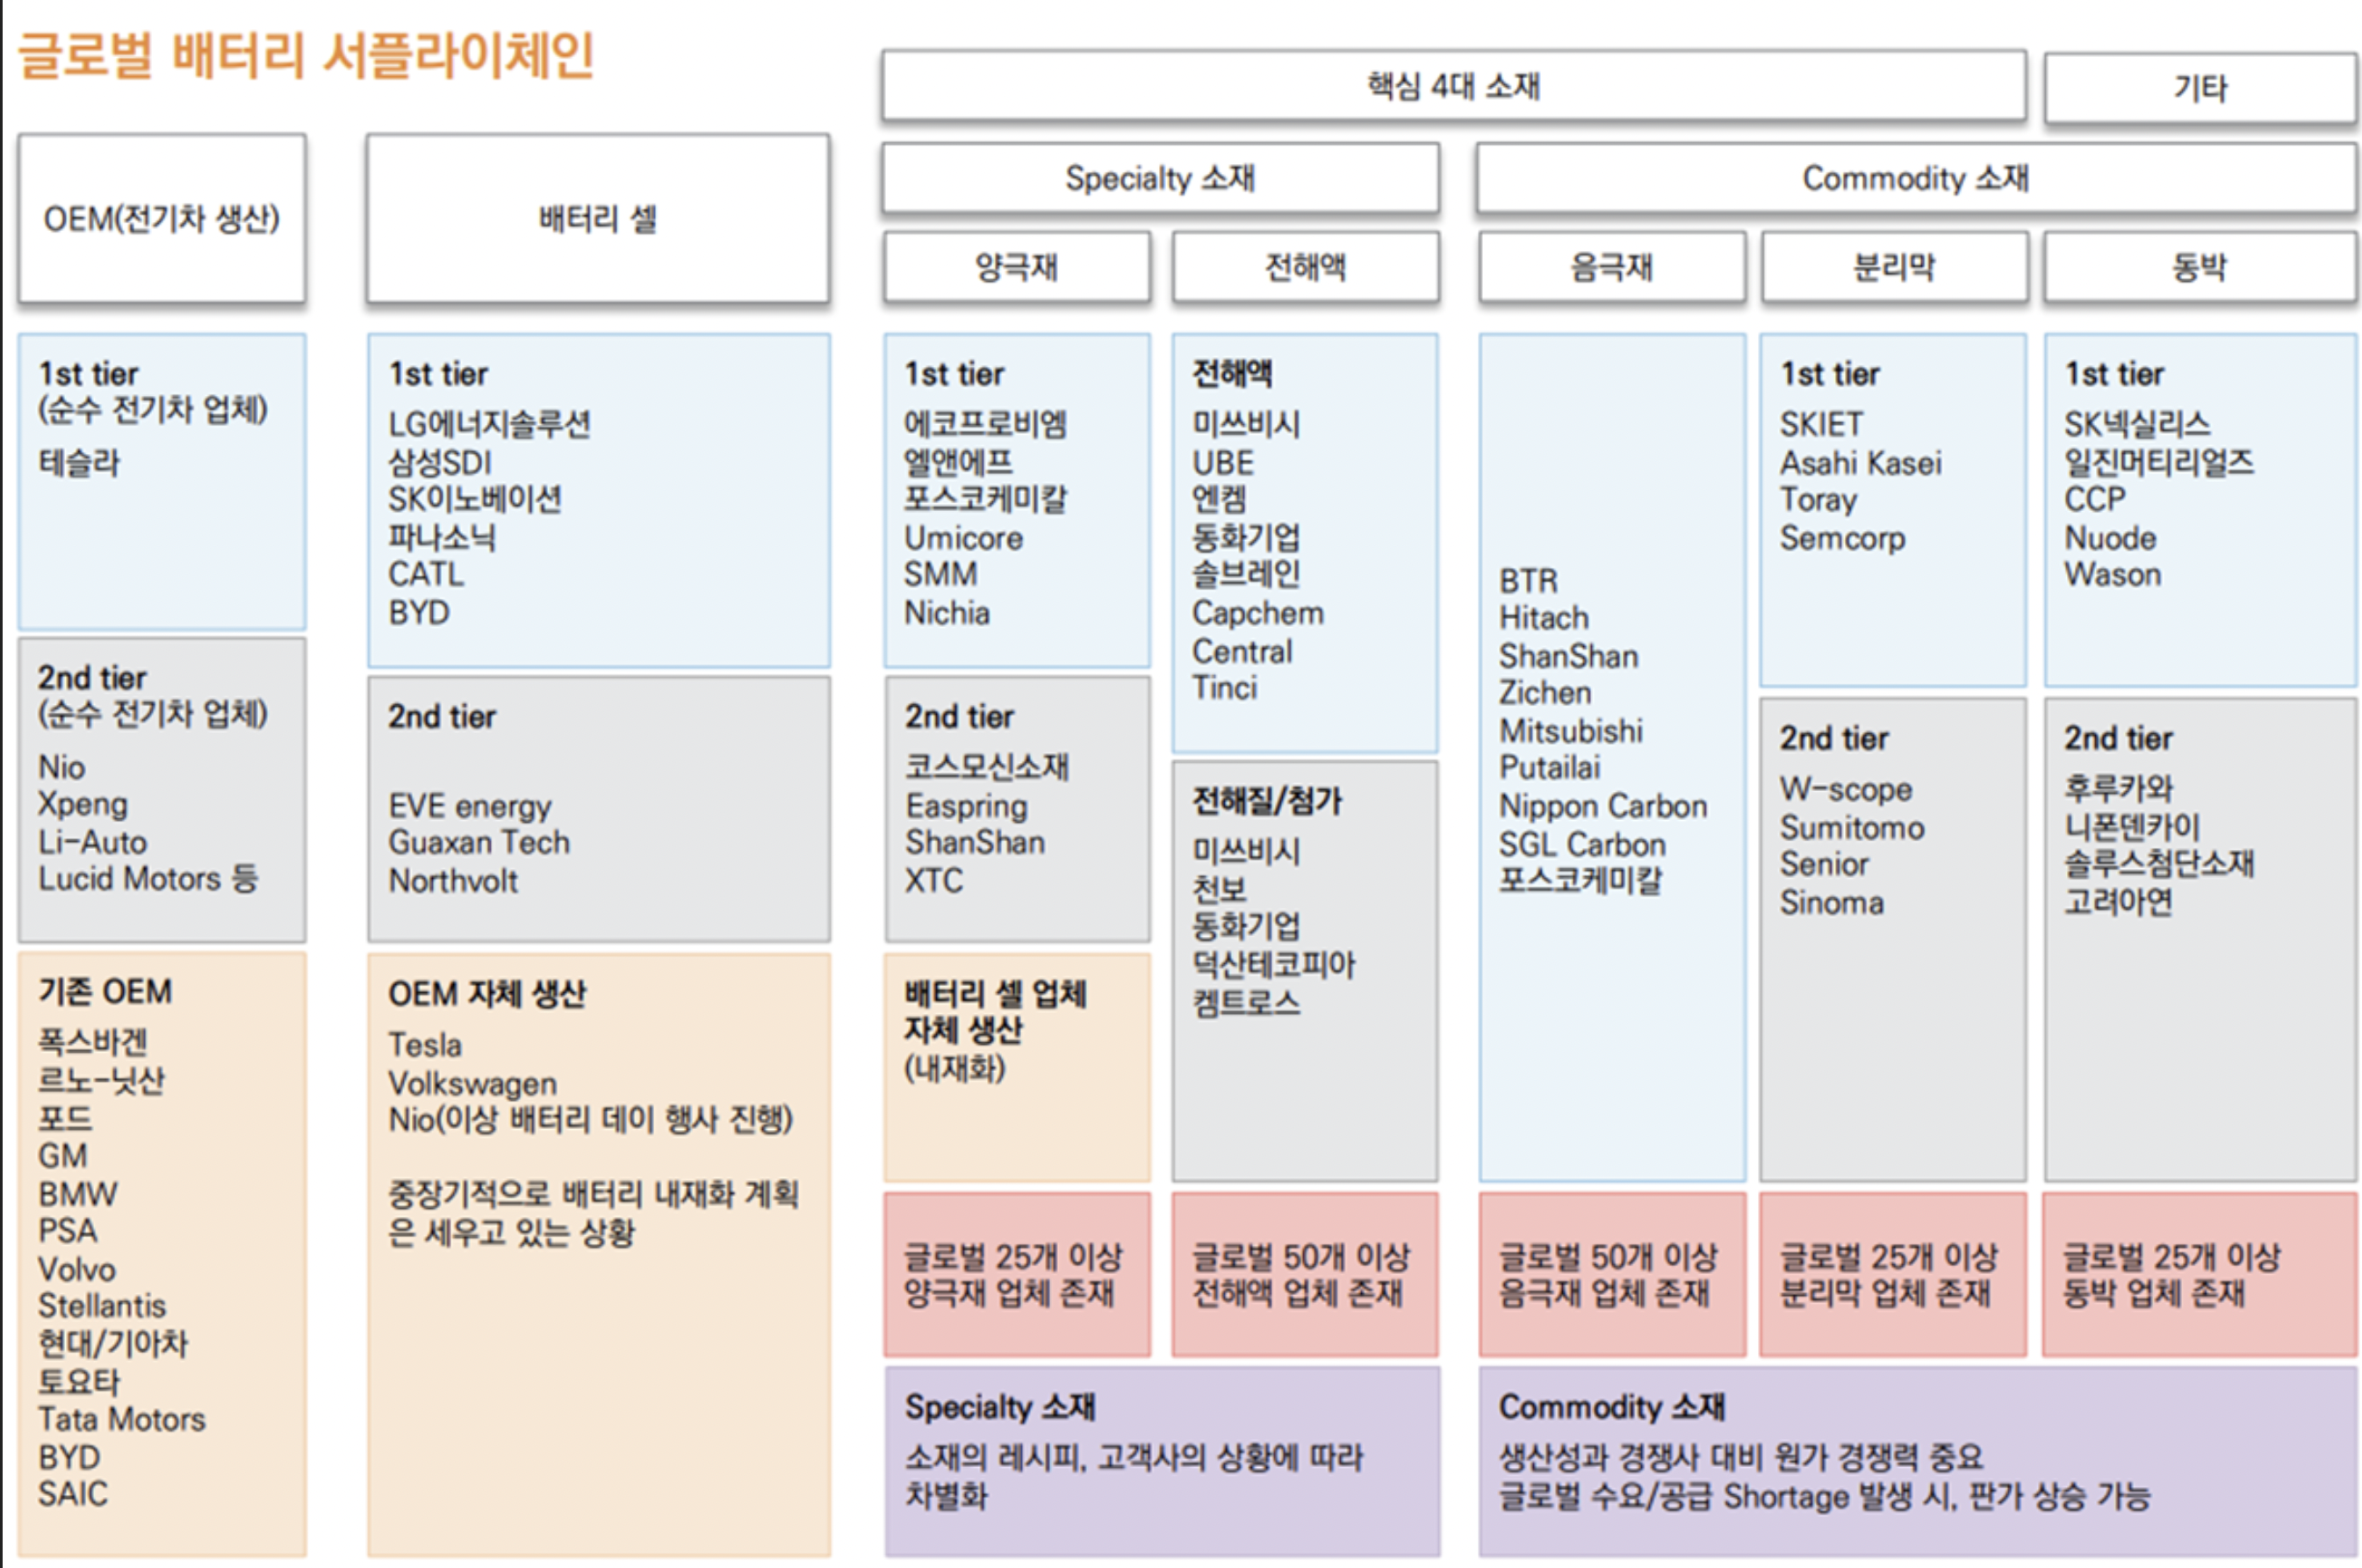 글로벌 배터리 서플라이체인
핵심 4대 소재
기타
OEM(전기차 생산)
배터리 셀
Specialty 소재
Commodity 소재
양극재
전해액
음극재
분리막
동박
1st tier
(순수 전기차 업체)
테슬라
2nd tier
(순수 전기차 업체)
Nio
Xpeng
Li-Auto
Lucid Motors 등
기존 OEM
폭스바겐
르노-닛산
포드
GM
BMW
PSA
Volvo
Stellantis
현대/기아차
토요타
Tata Motors
BYD
SAIC
1st tier
LG에너지솔루션
삼성SDI
SK이노베이션
파나소닉
CATL
BYD
2nd tier
EVE energy
Guaxan Tech
Northvolt
OEM 자체 생산
Tesla
Volkswagen
Nio(이상 배터리 데이 행사 진행)
중장기적으로 배터리 내재화 계획
은 세우고 있는 상황
1st tier
에코프로비엠
엘앤에프
포스코케미칼
Umicore
SMM
Nichia
2nd tier
코스모신소재
Easpring
ShanShan
XTC
배터리 셀 업체
자체 생산
(내재화)
글로벌 25개 이상
양극재 업체 존재
전해액
미쓰비시
UBE
엔켐
동화기업
솔브레인
Capchem
Central
Tinci
전해질/첨가
미쓰비시
천보
동화기업
덕산테코피아
켐트로스
글로벌 50개 이상
전해액 업체 존재
Specialty 소재
소재의 레시피, 고객사의 상황에 따라
차별화
BTR
Hitach
ShanShan
Zichen
Mitsubishi
Putailai
Nippon Carbon
SGL Carbon
포스코케미칼
글로벌 50개 이상
음극재 업체 존재
1st tier
SKIET
Asahi Kasei
Toray
Semcorp
2nd tier
W-scope
Sumitomo
Senior
Sinoma
글로벌 25개 이상
분리막 업체 존재
1st tier
SK넥실리스
일진머티리얼즈
CCP
Nuode
Wason
2nd tier
후루카와
니폰덴카이
솔루스첨단소재
고려아연
글로벌 25개 이상
동박 업체 존재
Commodity 소재
생산성과 경쟁사 대비 원가 경쟁력 중요
글로벌 수요/공급 Shortage 발생 시, 판가 상승 가능